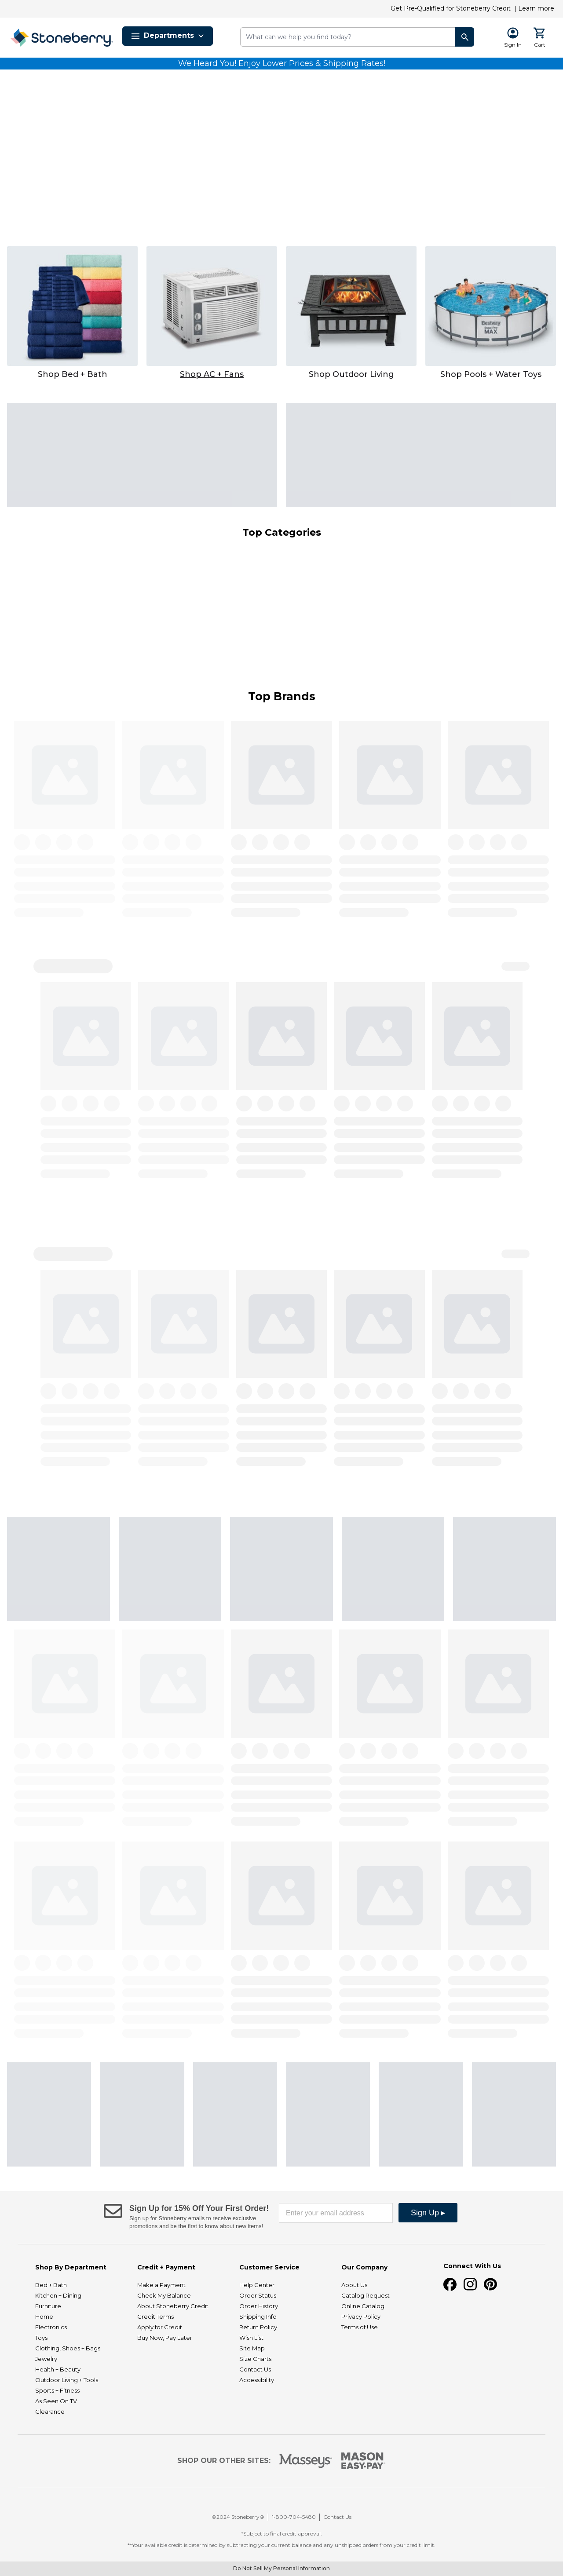 Get Pre-Qualified for Stoneberry Credit | Learn more
Stoneberry.
Departments
What can we help you find today?
Sign In
Cart
We Heard You! Enjoy Lower Prices & Shipping Rates!
Bestway
MAX
Shop Bed + Bath
Shop AC + Fans
Shop Outdoor Living
Shop Pools + Water Toys
Top Categories
Top Brands
Sign Up for 15% Off Your First Order!
Sign up for Stoneberry emails to receive exclusive
promotions and be the first to know about new items!
Enter your email address
Sign Up ▸
Shop By Department
Bed + Bath
Kitchen + Dining
Furniture
Home
Electronics
Toys
Clothing, Shoes + Bags
Jewelry
Health + Beauty
Outdoor Living + Tools
Sports + Fitness
As Seen On TV
Clearance
Credit + Payment
Make a Payment
Check My Balance
About Stoneberry Credit
Credit Terms
Apply for Credit
Buy Now, Pay Later
Customer Service
Help Center
Order Status
Order History
Shipping Info
Return Policy
Wish List
Site Map
Size Charts
Contact Us
Accessibility
Our Company
About Us
Catalog Request
Online Catalog
Privacy Policy
Terms of Use
Connect With Us
SHOP OUR OTHER SITES:
Masseys
MASON
EASY-PAY
©2024 Stoneberry® | 1-800-704-5480 | Contact Us
*Subject to final credit approval.
**Your available credit is determined by subtracting your current balance and any unshipped orders from your credit limit.
Do Not Sell My Personal Information